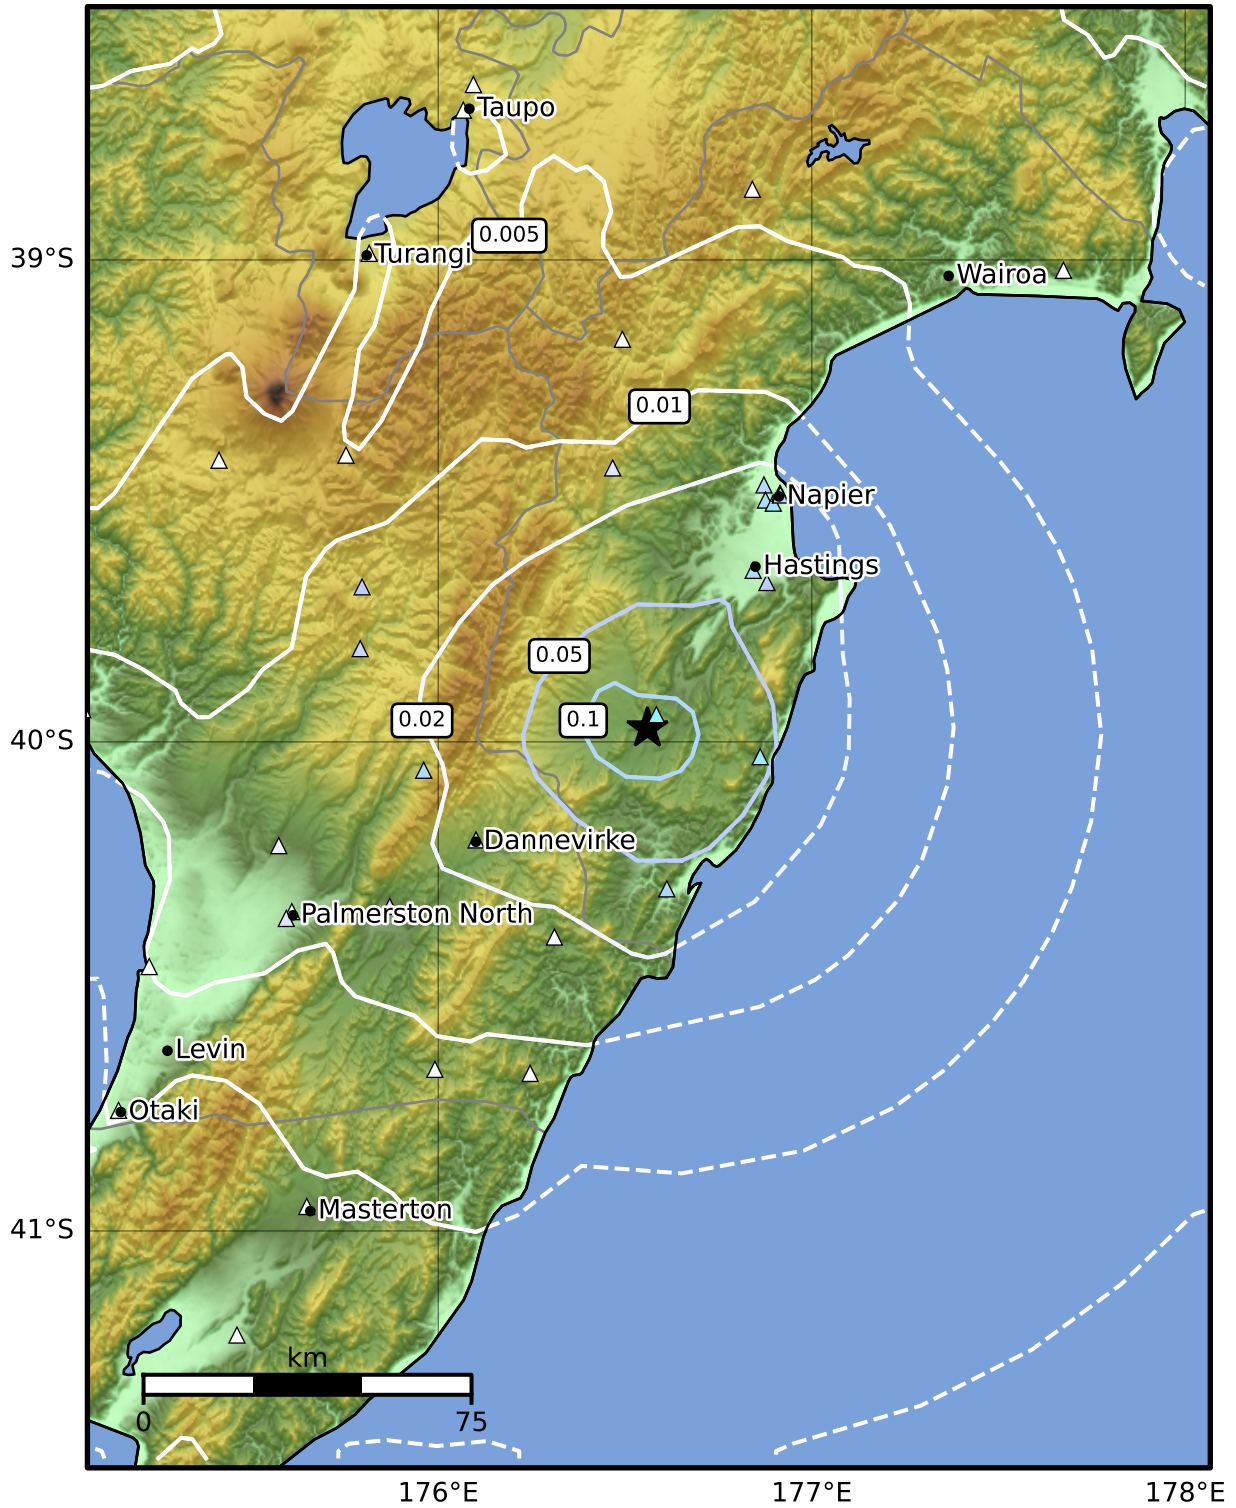 Taupo
0.005
39°S
Turangi
Wairoa
0.01
Napier
Hastings
0.05
0.02
0.1
40°S
Dannevirke
Palmerston North
Levin
Otaki
Masterton
41°S
km
0
75
176°E
177°E
178°E